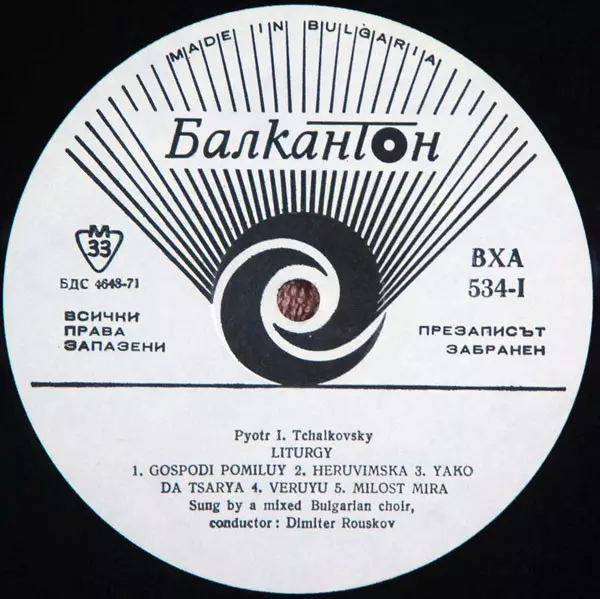 MADE IN BULGARIA
Балкантон
М
33
БДС 4648-71
ВСИЧКИ
ПРАВА
ЗАПАЗЕНИ
ВХА
534-I
ПРЕЗАПИСЪТ
ЗАБРАНЕН
Pyotr I. Tchaikovsky
LITURGY
1. GOSPODI POMILUY 2. HERUVIMSKA 3. YAKO
DA TSARYA 4. VERUYU 5. MILOST MIRA
Sung by a mixed Bulgarian choir,
conductor: Dimiter Rouskov